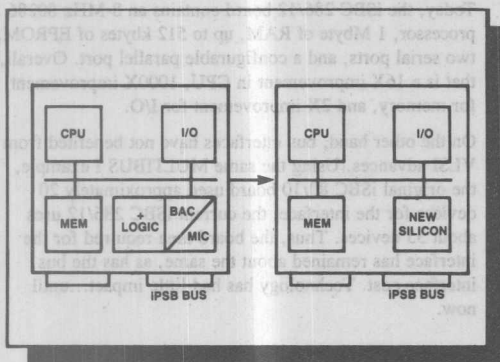 Today, the iSBC 286/12 board contains an 8-MHz 80286
processor, 1 Mbyte of RAM, up to 512 kbytes of EPROM,
two serial ports, and a configurable parallel port. Overall
that is a 16X improvement in CPU, 1000X improvement
for memory, and 2X improvement for I/O.
On the other hand, bus interfaces have not benefited from
VLSI advances. Using the same MULTIBUS I example,
the original iSBC 80/10 board used approximately 20
devices for the interface; the current iSBC 286/12 uses
about devices. Thus, the board area required for the
interface has remained about the same, as has the bus
interface cost. Technology has had little impact...until
now.
CPU
I/O
MEM
+
LOGIC
BAC
MIC
iPSB BUS
CPU
I/O
MEM
NEW
SILICON
iPSB BUS